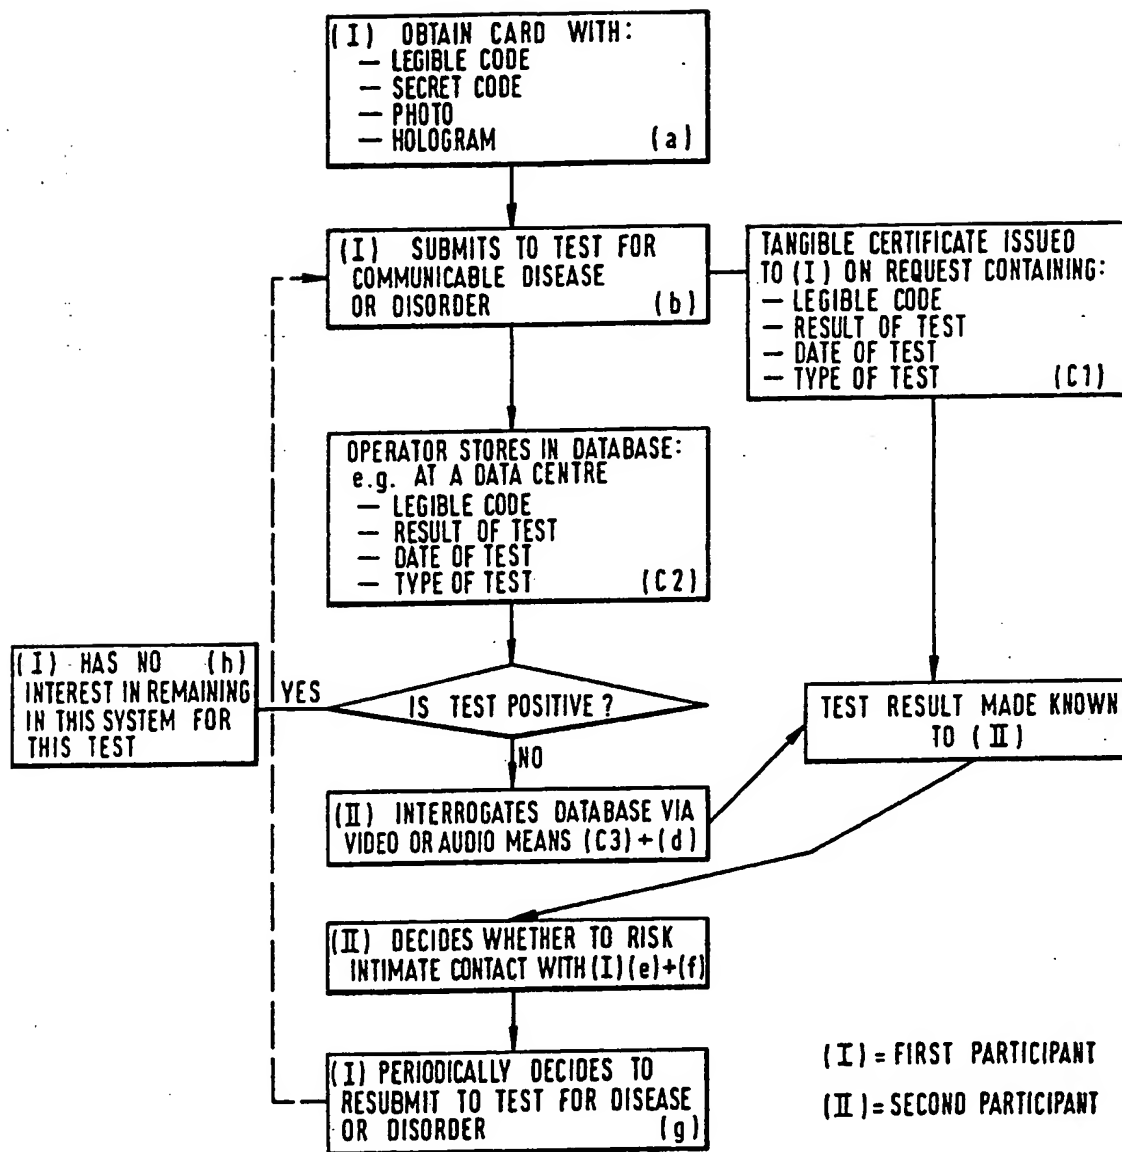 (I) OBTAIN CARD WITH:
— LEGIBLE CODE
— SECRET CODE
— PHOTO
— HOLOGRAM (a)
(I) SUBMITS TO TEST FOR
COMMUNICABLE DISEASE
OR DISORDER (b)
TANGIBLE CERTIFICATE ISSUED
TO (I) ON REQUEST CONTAINING:
— LEGIBLE CODE
— RESULT OF TEST
— DATE OF TEST
— TYPE OF TEST (C1)
OPERATOR STORES IN DATABASE:
e.g. AT A DATA CENTRE
— LEGIBLE CODE
— RESULT OF TEST
— DATE OF TEST
— TYPE OF TEST (C2)
(I) HAS NO (h)
INTEREST IN REMAINING
IN THIS SYSTEM FOR
THIS TEST
YES
IS TEST POSITIVE ?
NO
TEST RESULT MADE KNOWN
TO (II)
(II) INTERROGATES DATABASE VIA
VIDEO OR AUDIO MEANS (C3)+(d)
(II) DECIDES WHETHER TO RISK
INTIMATE CONTACT WITH (I)(e)+(f)
(I) PERIODICALLY DECIDES TO
RESUBMIT TO TEST FOR DISEASE
OR DISORDER (g)
(I) = FIRST PARTICIPANT
(II) = SECOND PARTICIPANT